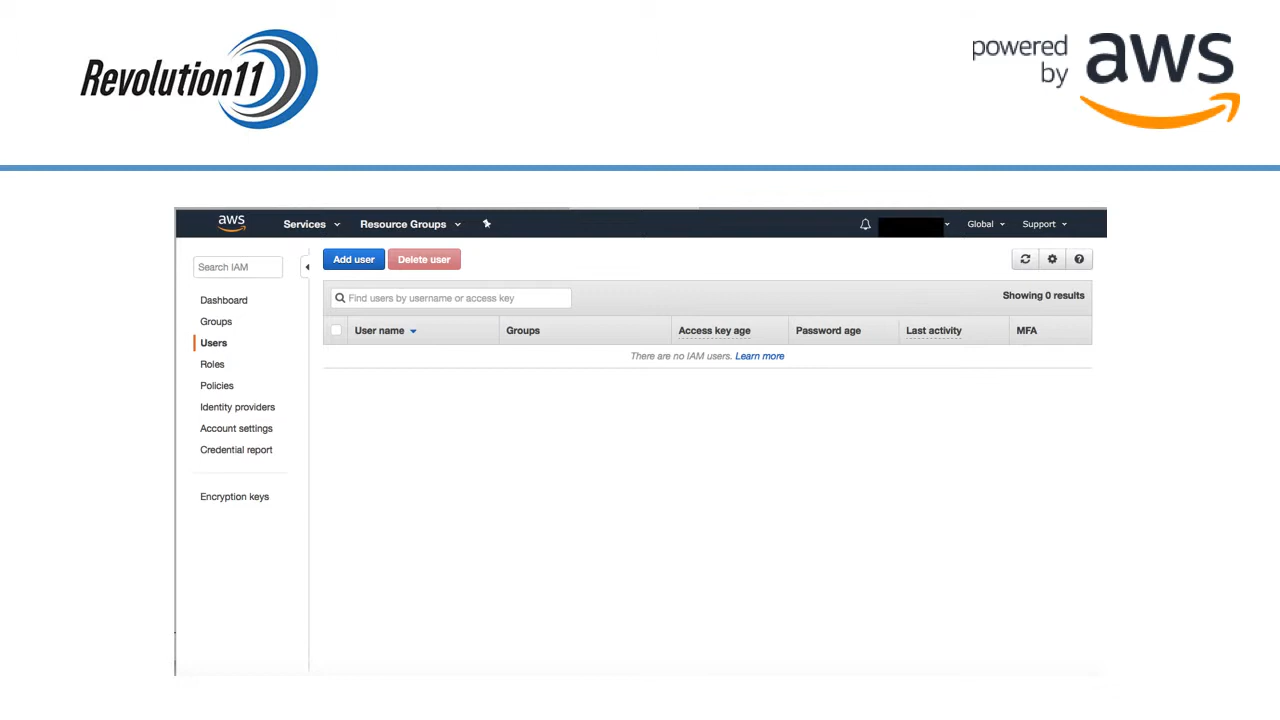 Revolution11
powered
by
aws
aws
Services
Resource Groups
Global
Support
Search IAM
Dashboard
Groups
Users
Roles
Policies
Identity providers
Account settings
Credential report
Encryption keys
Add user
Delete user
Find users by username or access key
Showing 0 results
User name
Groups
Access key age
Password age
Last activity
MFA
There are no IAM users. Learn more